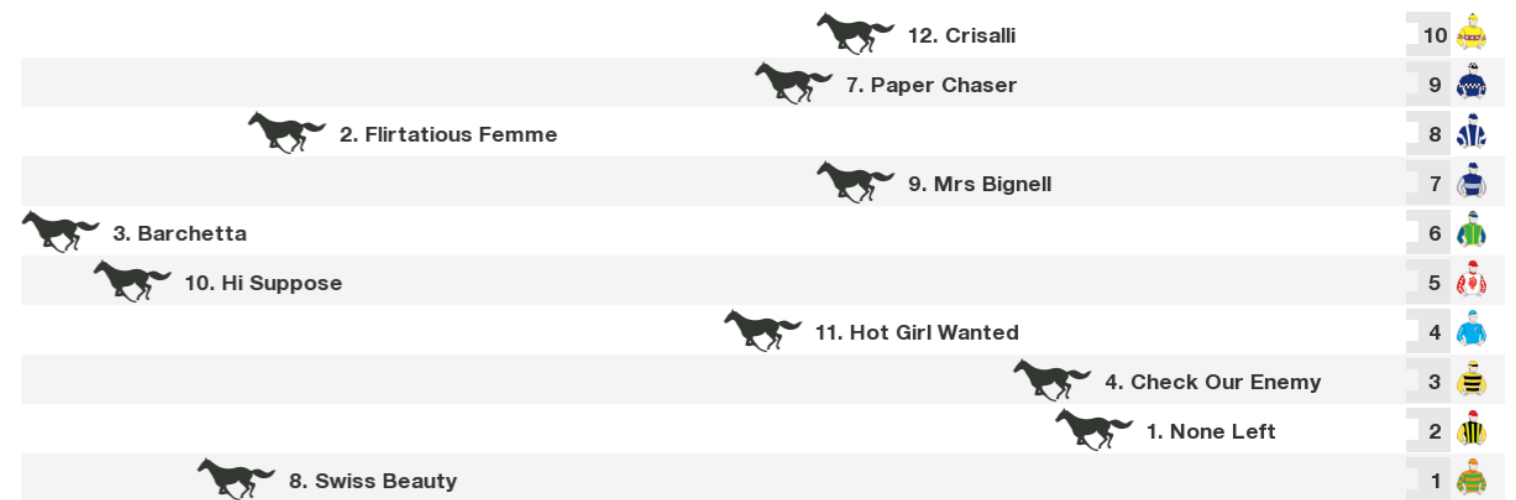 12. Crisalli 10
7. Paper Chaser 9
2. Flirtatious Femme 8
9. Mrs Bignell 7
3. Barchetta 6
10. Hi Suppose 5
11. Hot Girl Wanted 4
4. Check Our Enemy 3
1. None Left 2
8. Swiss Beauty 1